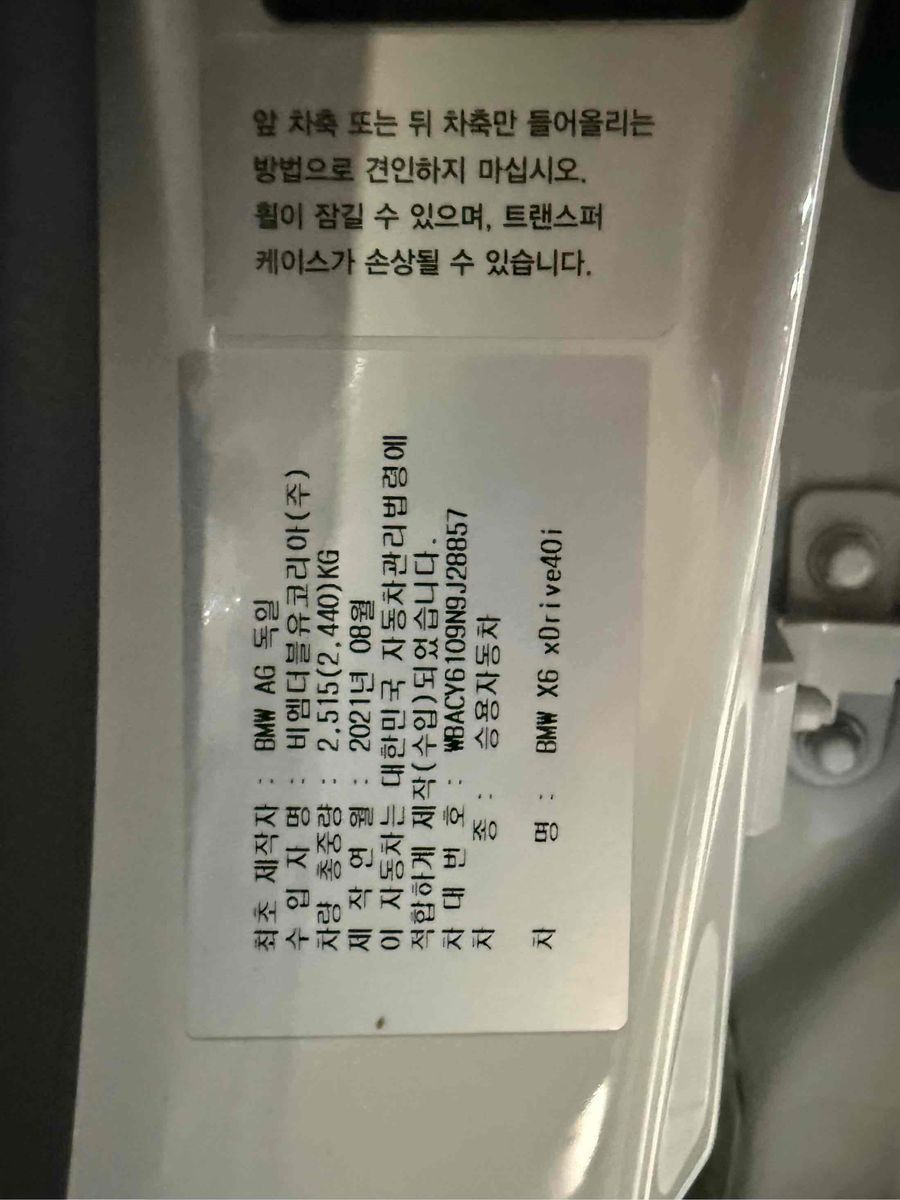 앞 차축 또는 뒤 차축만 들어올리는
방법으로 견인하지 마십시오.
휠이 잠길 수 있으며, 트랜스퍼
케이스가 손상될 수 있습니다.
최초 제작자 : BMW AG 독일
수 입 자 명 : 비엠더블유코리아(주)
차량 총중량 : 2,515(2,440)KG
제 작 연 월 : 2021년 08월
이 자동차는 대한민국 자동차관리법령에
적합하게 제작(수입)되었습니다.
차 대 번 호 : WBACY6109N9J28857
차 종 : 승용자동차
차 명 : BMW X6 xDrive40i